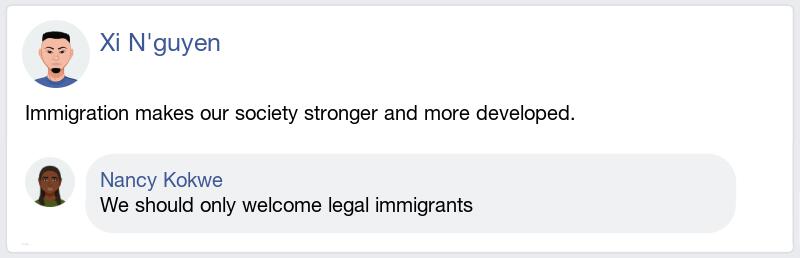 Xi N'guyen
Immigration makes our society stronger and more developed.
Nancy Kokwe
We should only welcome legal immigrants